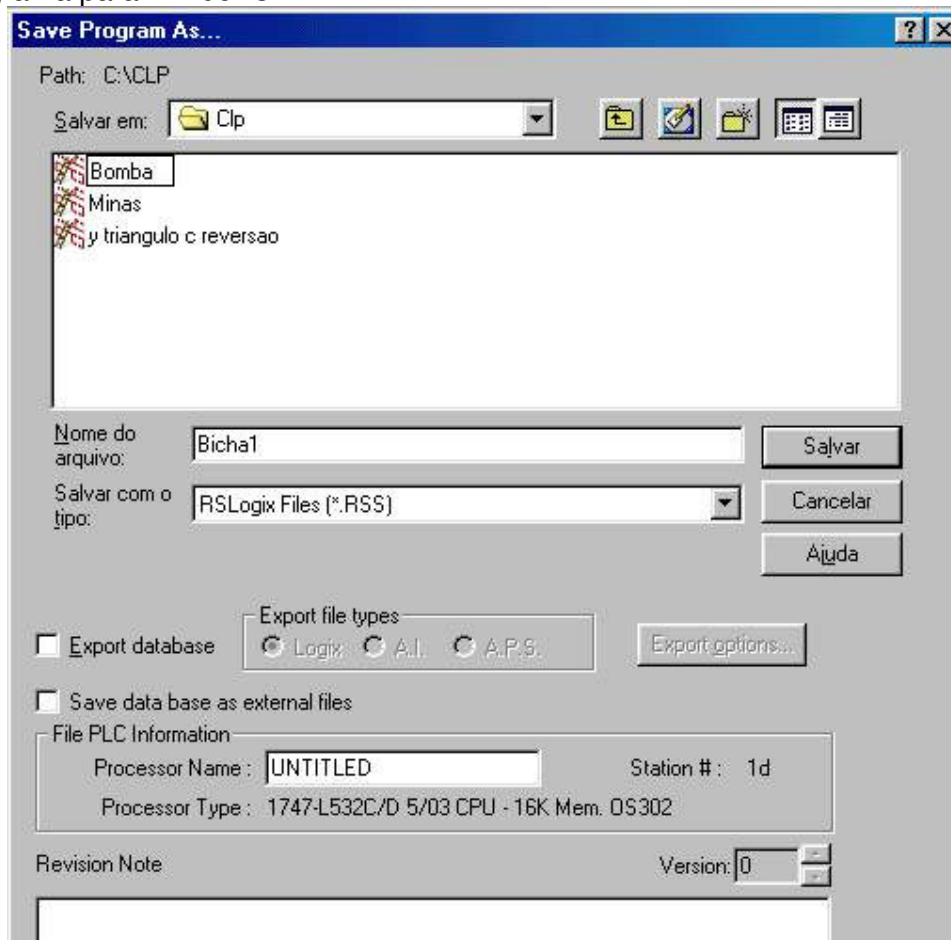 Save Program As...
Path: C:\CLP
Salvar em: Clp
Bomba
Minas
y triangulo c reversao
Nome do arquivo: Bicha1 Salvar
Salvar com o tipo: RSLogix Files (*.RSS) Cancelar
Ajuda
Export file types
Export database Logix A.I. A.P.S. Export options...
Save data base as external files
File PLC Information
Processor Name : UNTITLED Station # : 1d
Processor Type : 1747-L532C/D 5/03 CPU - 16K Mem. OS302
Revision Note Version: 0